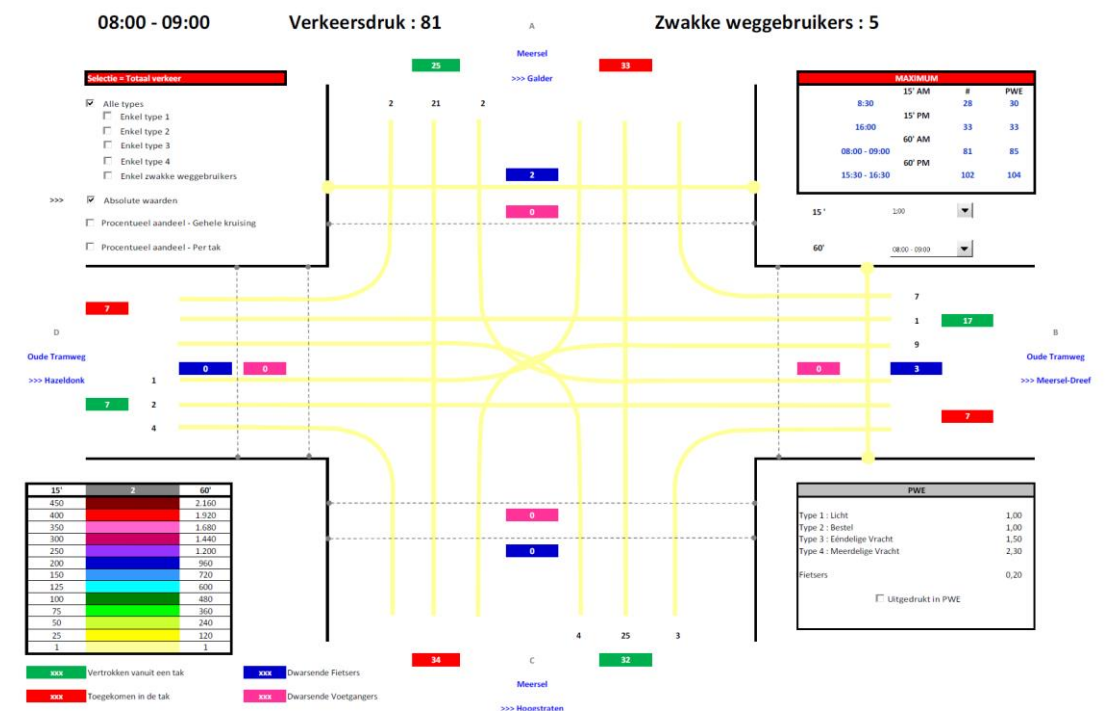 08:00 - 09:00 Verkeersdruk : 81 Zwakke weggebruikers : 5
A
Meersel
>>> Galder
25 33
2 21 2
Selectie = Totaal verkeer
Alle types
Enkel type 1
Enkel type 2
Enkel type 3
Enkel type 4
Enkel zwakke weggebruikers
>>> Absolute waarden
Procentueel aandeel - Gehele kruising
Procentueel aandeel - Per tak
MAXIMUM
15' AM # PWE
8:30 28 30
15' PM
16:00 33 33
60' AM
08:00 - 09:00 81 85
60' PM
15:30 - 16:30 102 104
15 ' 1:00
60' 08:00 - 09:00
2
0
7
D
Oude Tramweg
>>> Hazeldonk
0 0
1
7 2
4
7
1 17
9
B
Oude Tramweg
>>> Meersel-Dreef
0 3
7
0
0
4 25 3
34 32
C
Meersel
>>> Hoogstraten
15' 2 60'
450 2.160
400 1.920
350 1.680
300 1.440
250 1.200
200 960
150 720
125 600
100 480
75 360
50 240
25 120
1 1
xxx Vertrokken vanuit een tak
xxx Dwarsende Fietsers
xxx Toegekomen in de tak
xxx Dwarsende Voetgangers
PWE
Type 1 : Licht 1,00
Type 2 : Bestel 1,00
Type 3 : Eéndelige Vracht 1,50
Type 4 : Meerdelige Vracht 2,30
Fietsers 0,20
Uitgedrukt in PWE